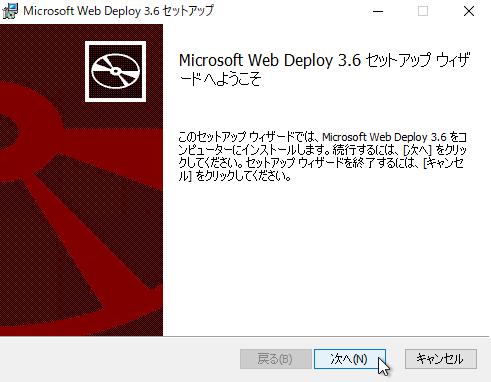 Microsoft Web Deploy 3.6 セットアップ
Microsoft Web Deploy 3.6 セットアップ ウィザ
ードへようこそ
このセットアップ ウィザードでは、Microsoft Web Deploy 3.6 をコ
ンピューターにインストールします。続行するには、[次へ] をクリッ
クしてください。セットアップ ウィザードを終了するには、[キャンセ
ル] をクリックしてください。
戻る(B)
次へ(N)
キャンセル